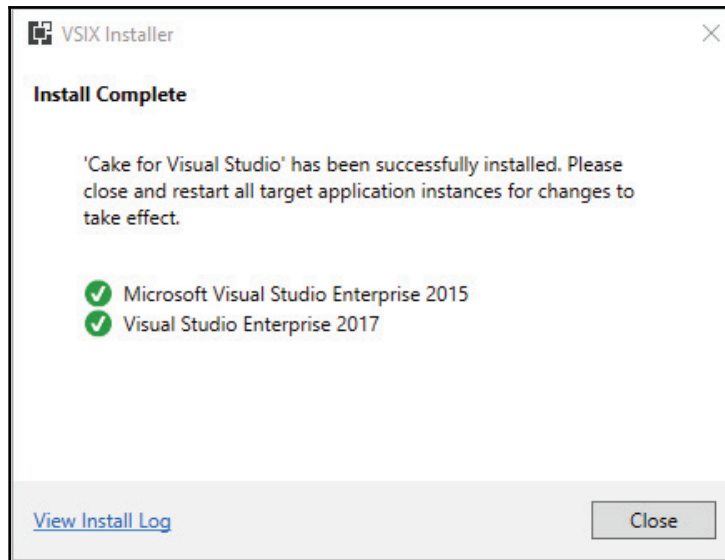 VSIX Installer
Install Complete
'Cake for Visual Studio' has been successfully installed. Please
close and restart all target application instances for changes to
take effect.
Microsoft Visual Studio Enterprise 2015
Visual Studio Enterprise 2017
View Install Log
Close